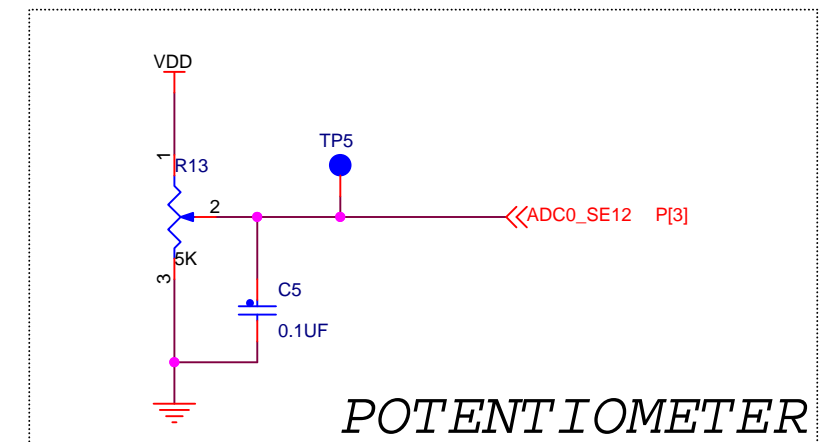 VDD
TP5
1
R13
2
ADC0_SE12 P[3]
5K
3
C5
0.1UF
POTENTIOMETER